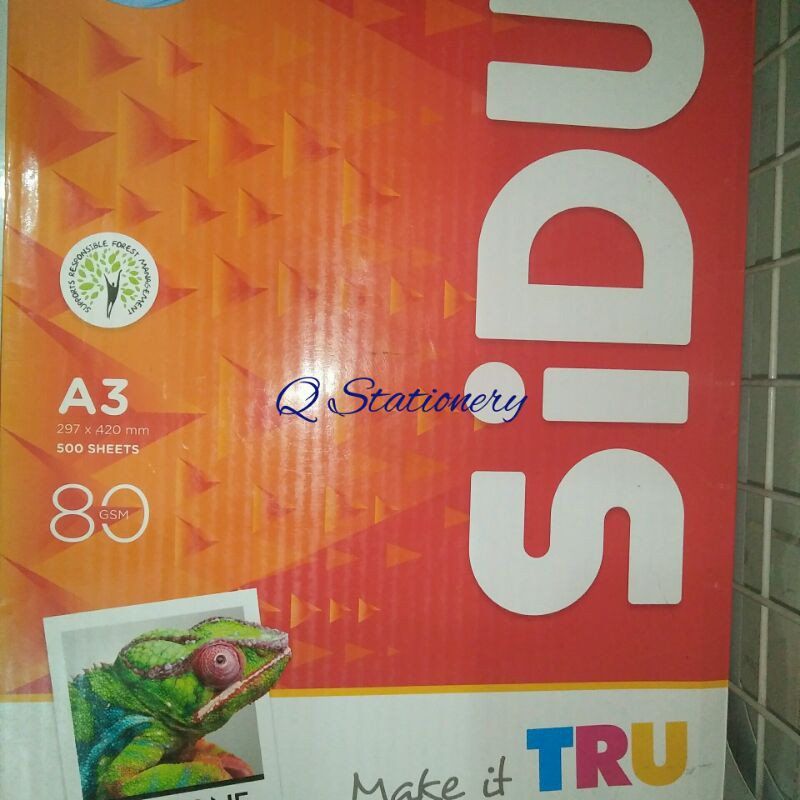 SiDU
SUPPORTS RESPONSIBLE FOREST MANAGEMENT
A3
297 x 420 mm
500 SHEETS
80
GSM
Q Stationery
Make it TRU